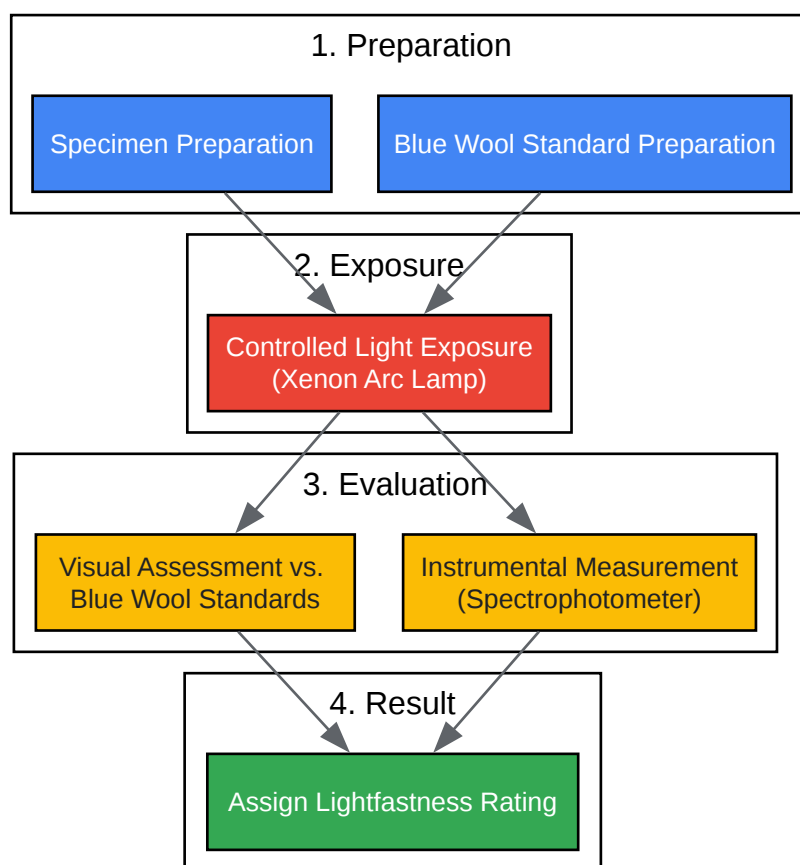 1. Preparation
Specimen Preparation
Blue Wool Standard Preparation
2. Exposure
Controlled Light Exposure
(Xenon Arc Lamp)
3. Evaluation
Visual Assessment vs.
Blue Wool Standards
Instrumental Measurement
(Spectrophotometer)
4. Result
Assign Lightfastness Rating